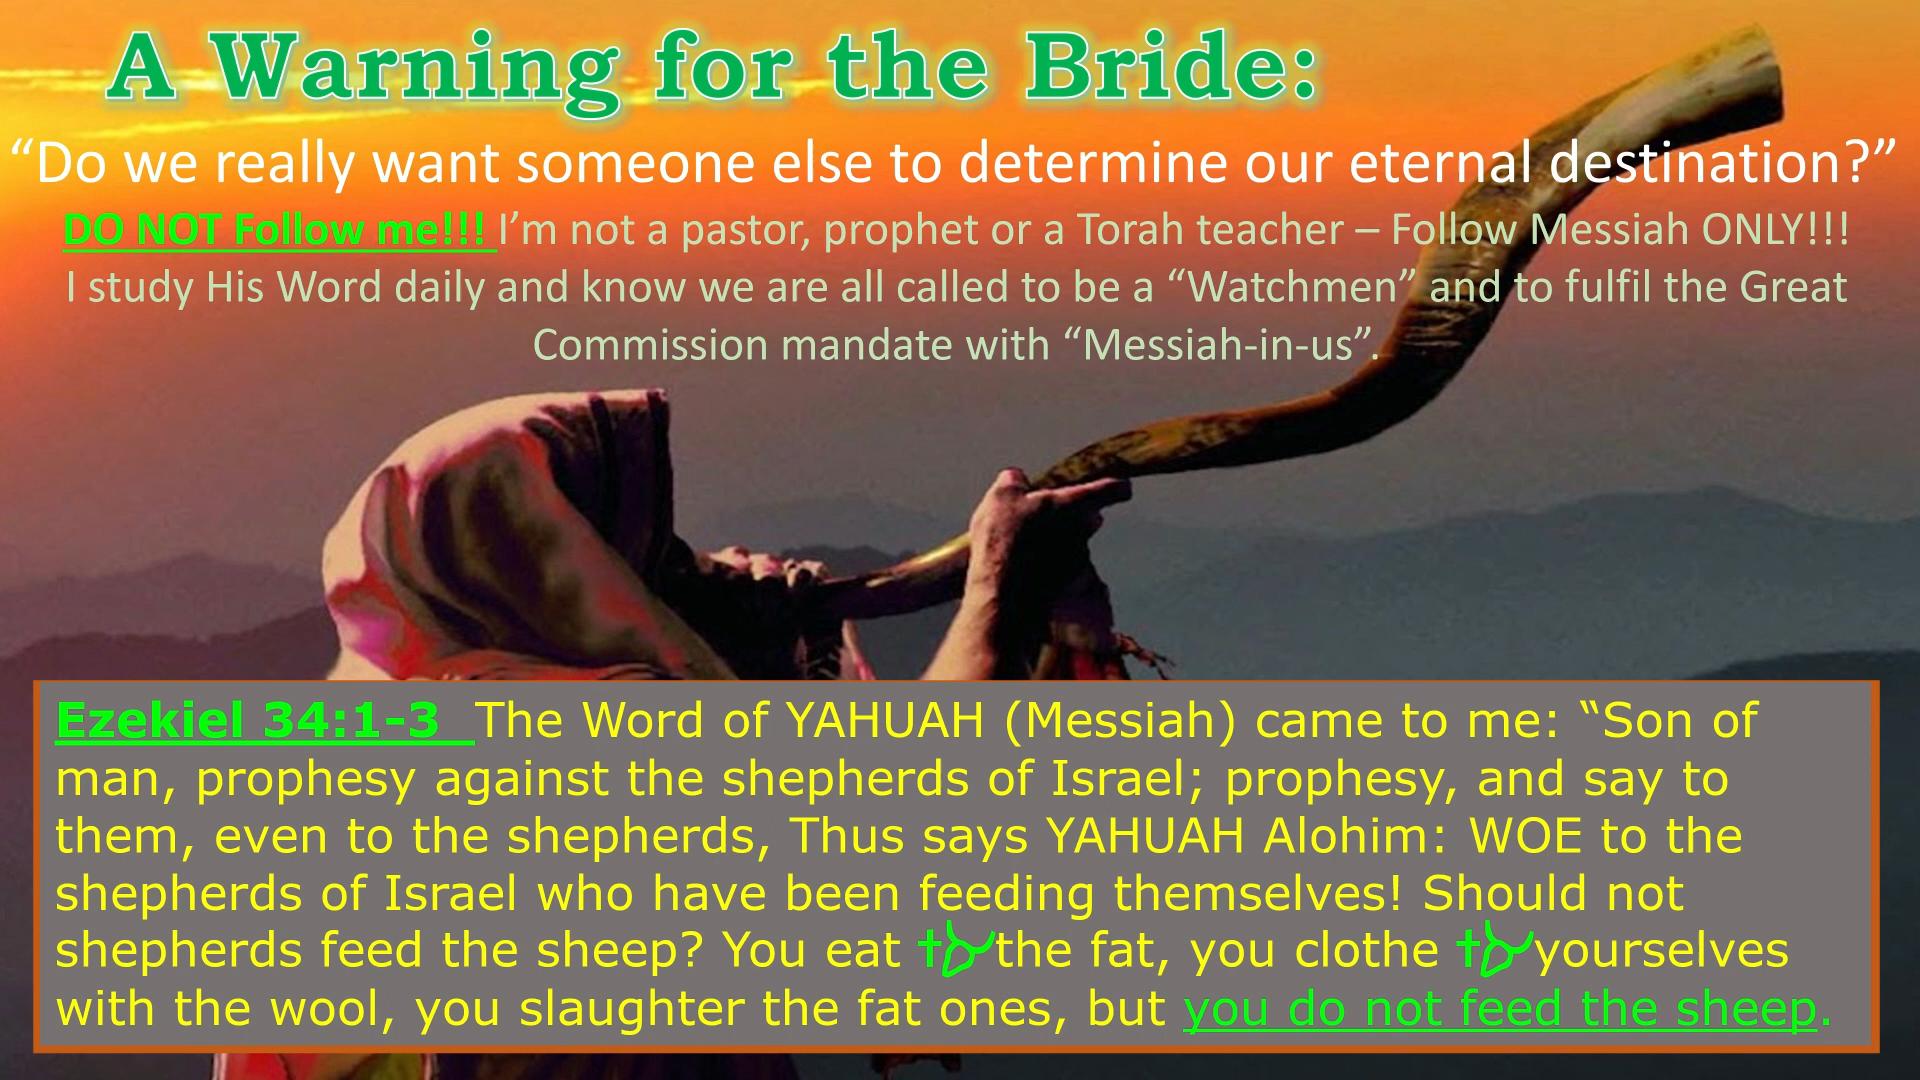 A Warning for the Bride:
“Do we really want someone else to determine our eternal destination?”
DO NOT Follow me!!! I’m not a pastor, prophet or a Torah teacher – Follow Messiah ONLY!!!
I study His Word daily and know we are all called to be a “Watchmen” and to fulfil the Great
Commission mandate with “Messiah-in-us”.
Ezekiel 34:1-3 The Word of YAHUAH (Messiah) came to me: “Son of
man, prophesy against the shepherds of Israel; prophesy, and say to
them, even to the shepherds, Thus says YAHUAH Alohim: WOE to the
shepherds of Israel who have been feeding themselves! Should not
shepherds feed the sheep? You eat the fat, you clothe yourselves
with the wool, you slaughter the fat ones, but you do not feed the sheep.